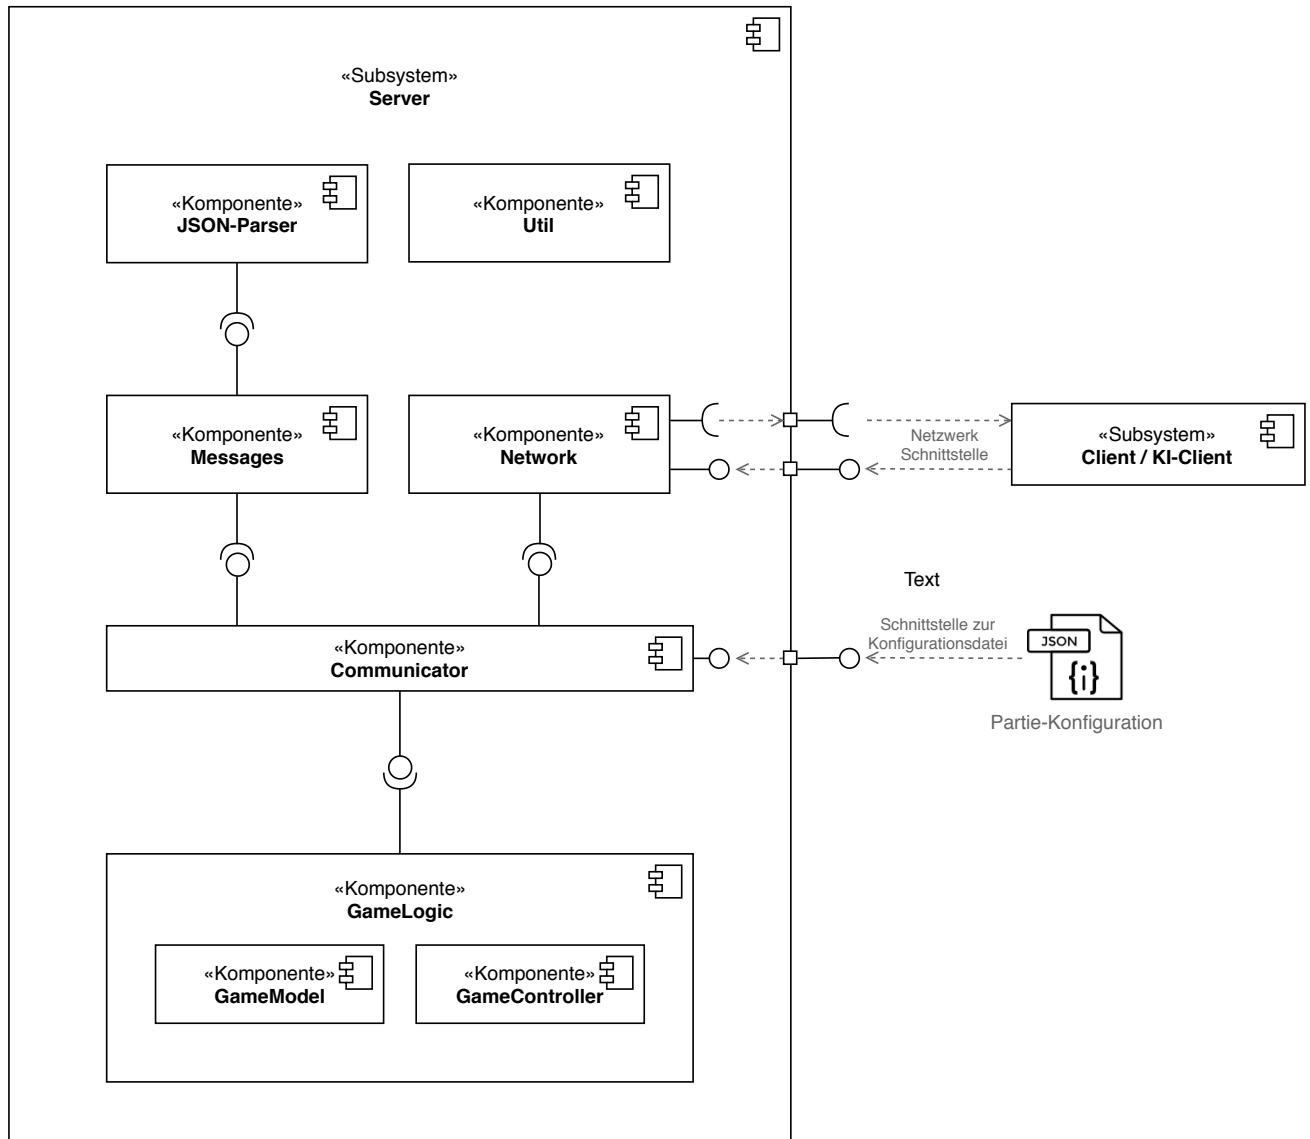 «Subsystem»
Server
«Komponente»
JSON-Parser
«Komponente»
Util
«Komponente»
Messages
«Komponente»
Network
Netzwerk
Schnittstelle
«Subsystem»
Client / KI-Client
Text
«Komponente»
Communicator
Schnittstelle zur
Konfigurationsdatei
JSON
{i}
Partie-Konfiguration
«Komponente»
GameLogic
«Komponente»
GameModel
«Komponente»
GameController